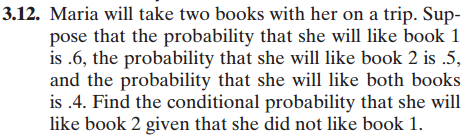 3.12. Maria will take two books with her on a trip. Sup-
pose that the probability that she will like book 1
is .6, the probability that she will like book 2 is .5,
and the probability that she will like both books
is .4. Find the conditional probability that she will
like book 2 given that she did not like book 1.